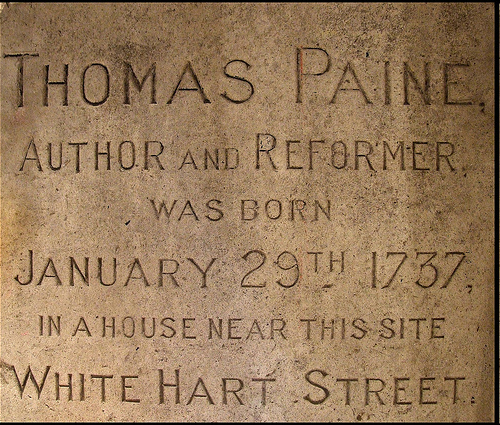 THOMAS PAINE,
AUTHOR AND REFORMER,
WAS BORN
JANUARY 29TH 1737,
IN A HOUSE NEAR THIS SITE
WHITE HART STREET.